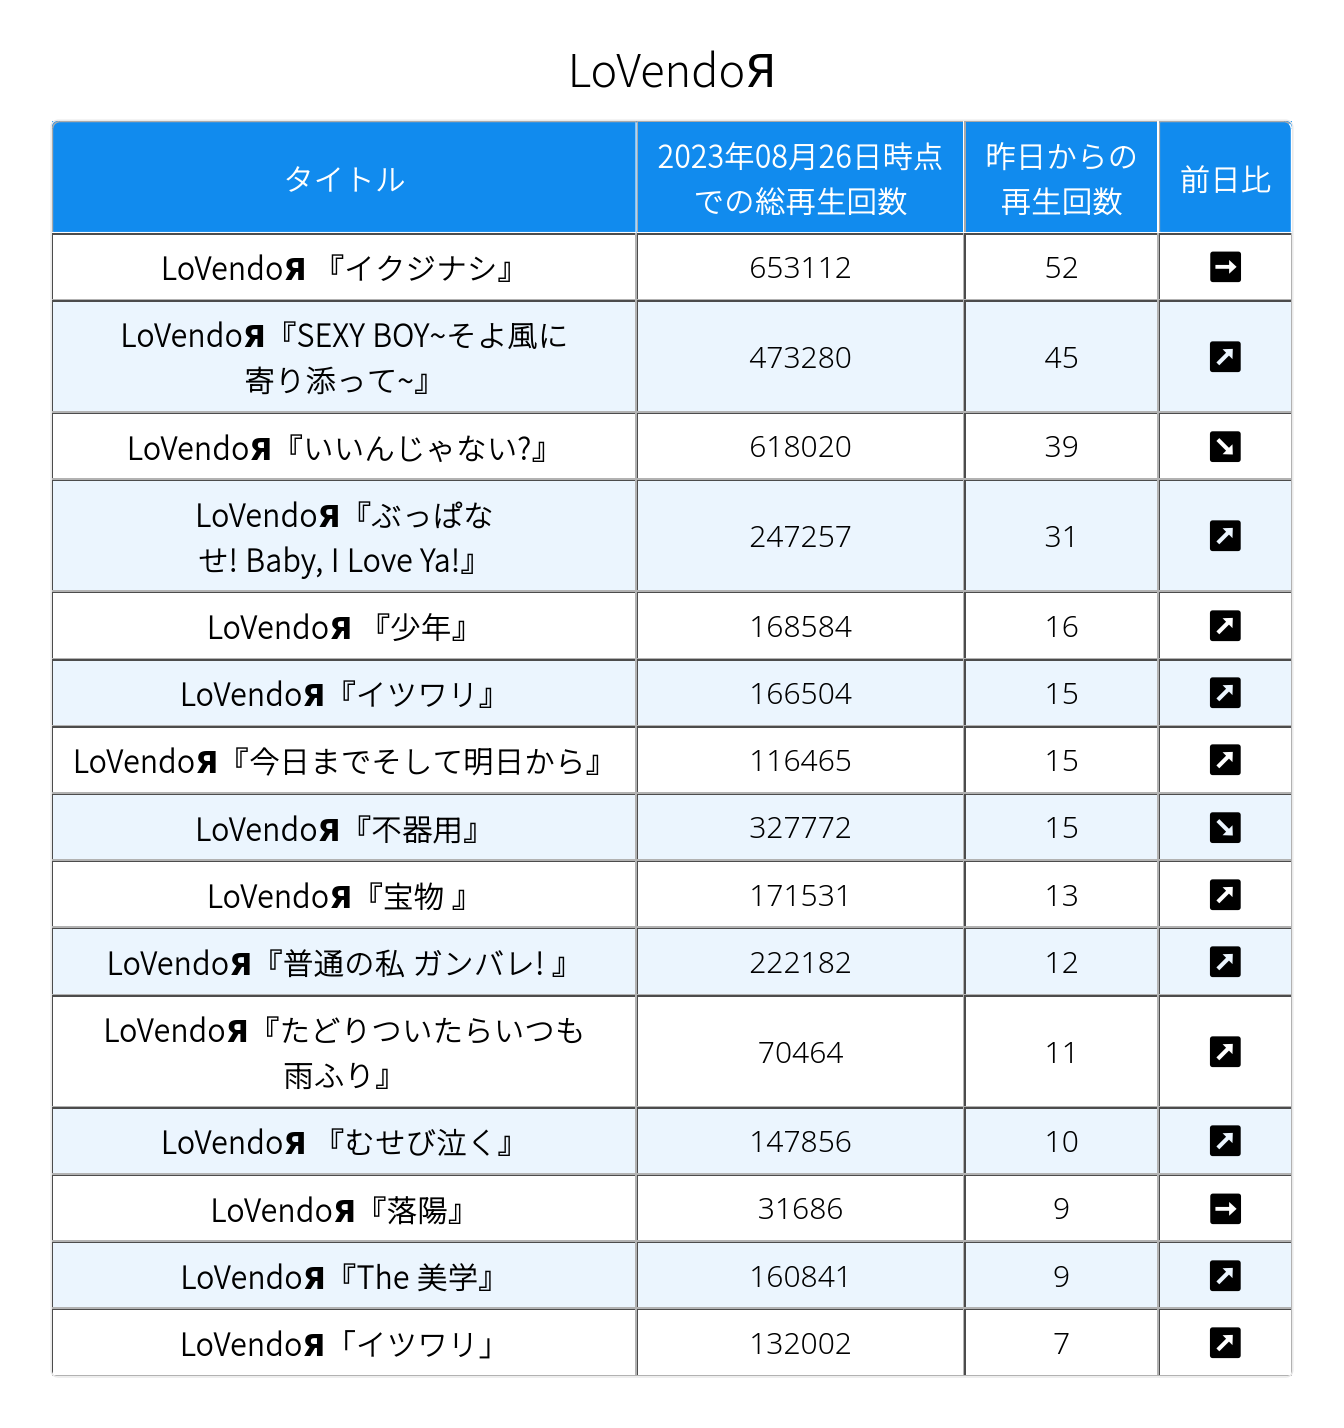 LoVendoЯ
タイトル
2023年08月26日時点
での総再生回数
昨日からの
再生回数
前日比
LoVendoЯ 『イクジナシ』
653112
52
➡
LoVendoЯ『SEXY BOY~そよ風に
寄り添って~』
473280
45
↗
LoVendoЯ『いいんじゃない?』
618020
39
↘
LoVendoЯ『ぶっぱな
せ! Baby, I Love Ya!』
247257
31
↗
LoVendoЯ 『少年』
168584
16
↗
LoVendoЯ『イツワリ』
166504
15
↗
LoVendoЯ『今日までそして明日から』
116465
15
↗
LoVendoЯ『不器用』
327772
15
↘
LoVendoЯ『宝物 』
171531
13
↗
LoVendoЯ『普通の私 ガンバレ! 』
222182
12
↗
LoVendoЯ『たどりついたらいつも
雨ふり』
70464
11
↗
LoVendoЯ 『むせび泣く』
147856
10
↗
LoVendoЯ『落陽』
31686
9
➡
LoVendoЯ『The 美学』
160841
9
↗
LoVendoЯ「イツワリ」
132002
7
↗